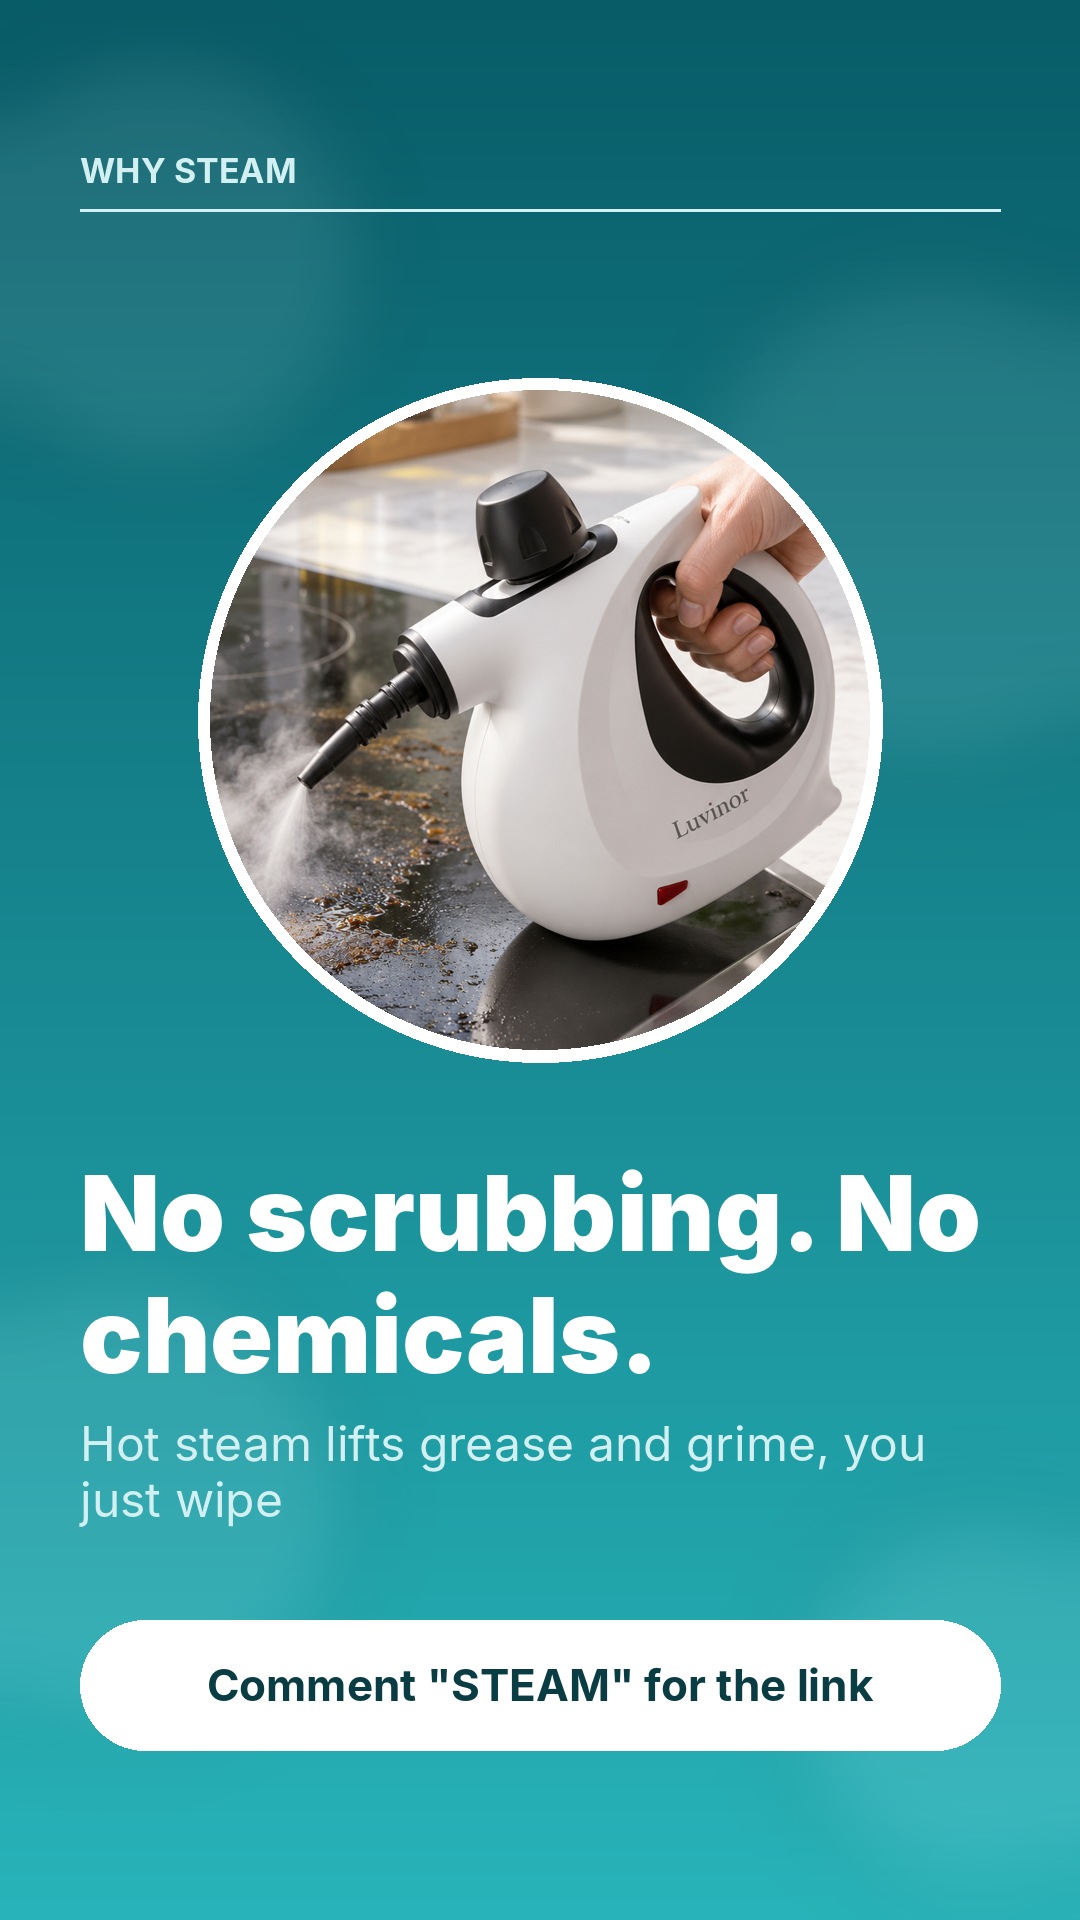 WHY STEAM
Luvinor
No scrubbing. No
chemicals.
Hot steam lifts grease and grime, you
just wipe
Comment "STEAM" for the link